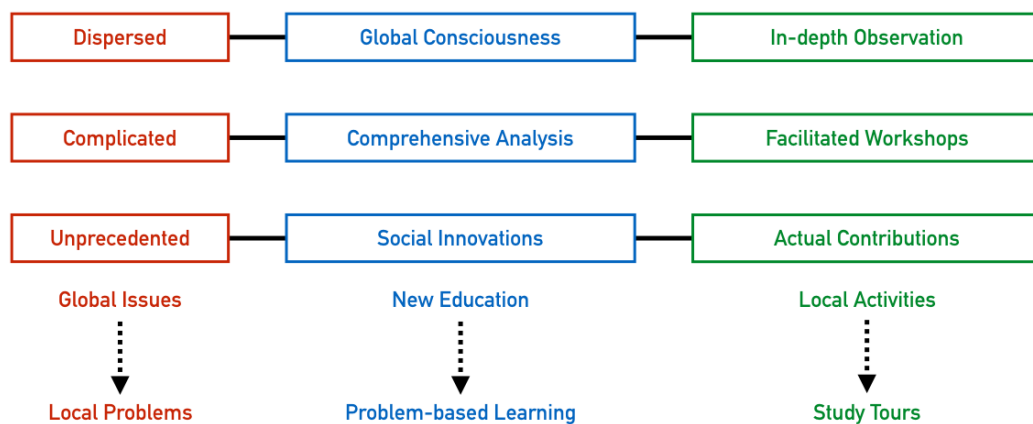 Dispersed
Global Consciousness
In-depth Observation
Complicated
Comprehensive Analysis
Facilitated Workshops
Unprecedented
Social Innovations
Actual Contributions
Global Issues
New Education
Local Activities
Local Problems
Problem-based Learning
Study Tours